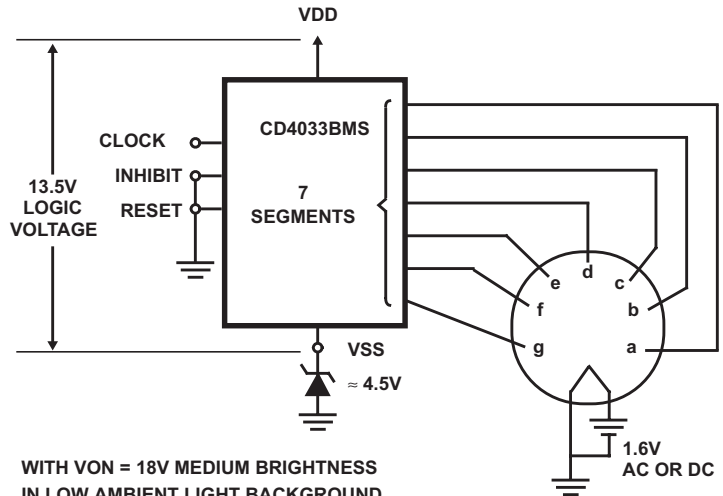 VDD
CD4033BMS
CLOCK
INHIBIT
RESET
7
SEGMENTS
13.5V
LOGIC
VOLTAGE
e
d
c
f
b
g
a
VSS
≈ 4.5V
1.6V
AC OR DC
WITH VON = 18V MEDIUM BRIGHTNESS
IN LOW AMBIENT LIGHT BACKGROUND